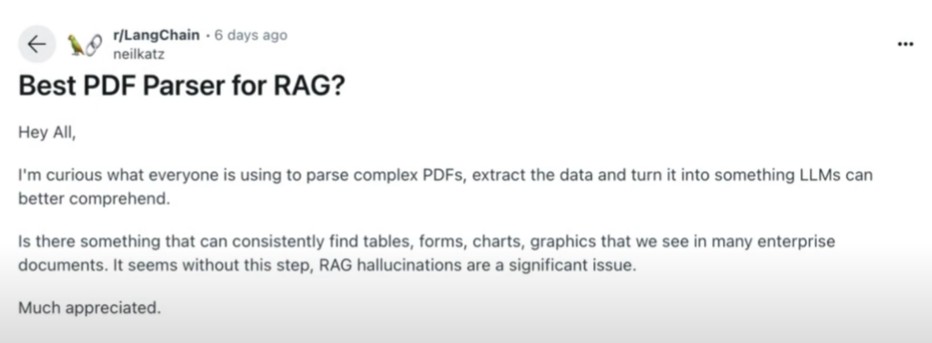 r/LangChain • 6 days ago
neilkatz
Best PDF Parser for RAG?
Hey All,
I'm curious what everyone is using to parse complex PDFs, extract the data and turn it into something LLMs can
better comprehend.
Is there something that can consistently find tables, forms, charts, graphics that we see in many enterprise
documents. It seems without this step, RAG hallucinations are a significant issue.
Much appreciated.